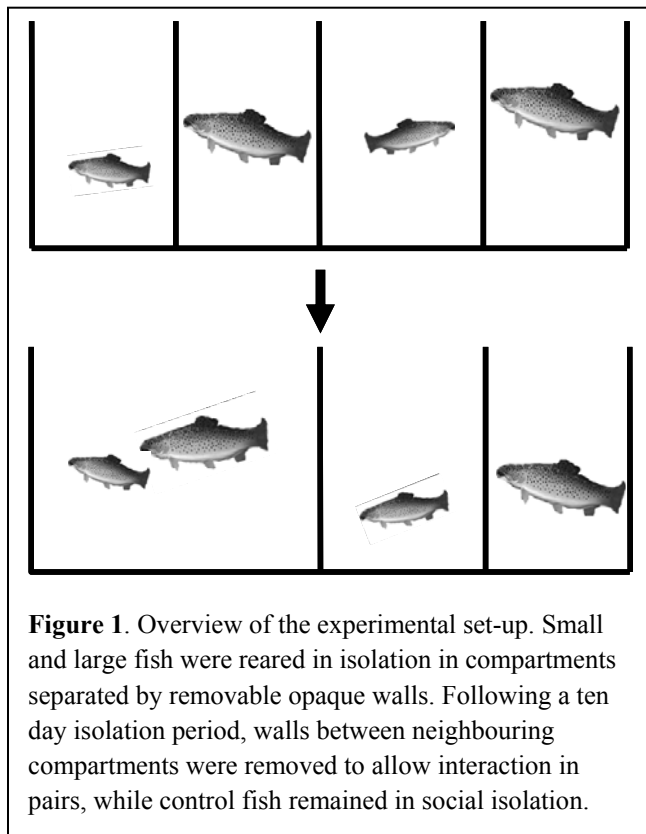 Figure 1. Overview of the experimental set-up. Small
and large fish were reared in isolation in compartments
separated by removable opaque walls. Following a ten
day isolation period, walls between neighbouring
compartments were removed to allow interaction in
pairs, while control fish remained in social isolation.